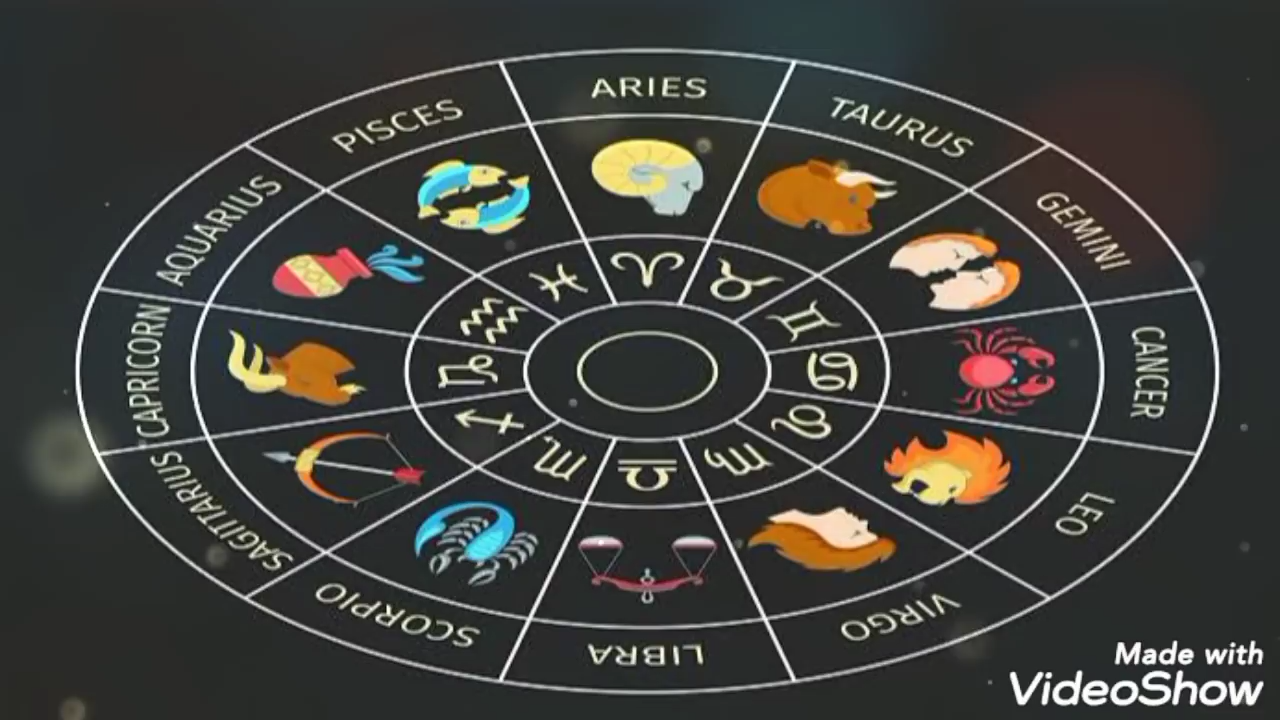 ARIES
TAURUS
GEMINI
CANCER
LEO
VIRGO
LIBRA
SCORPIO
SAGITTARIUS
CAPRICORN
AQUARIUS
PISCES
Made with
VideoShow